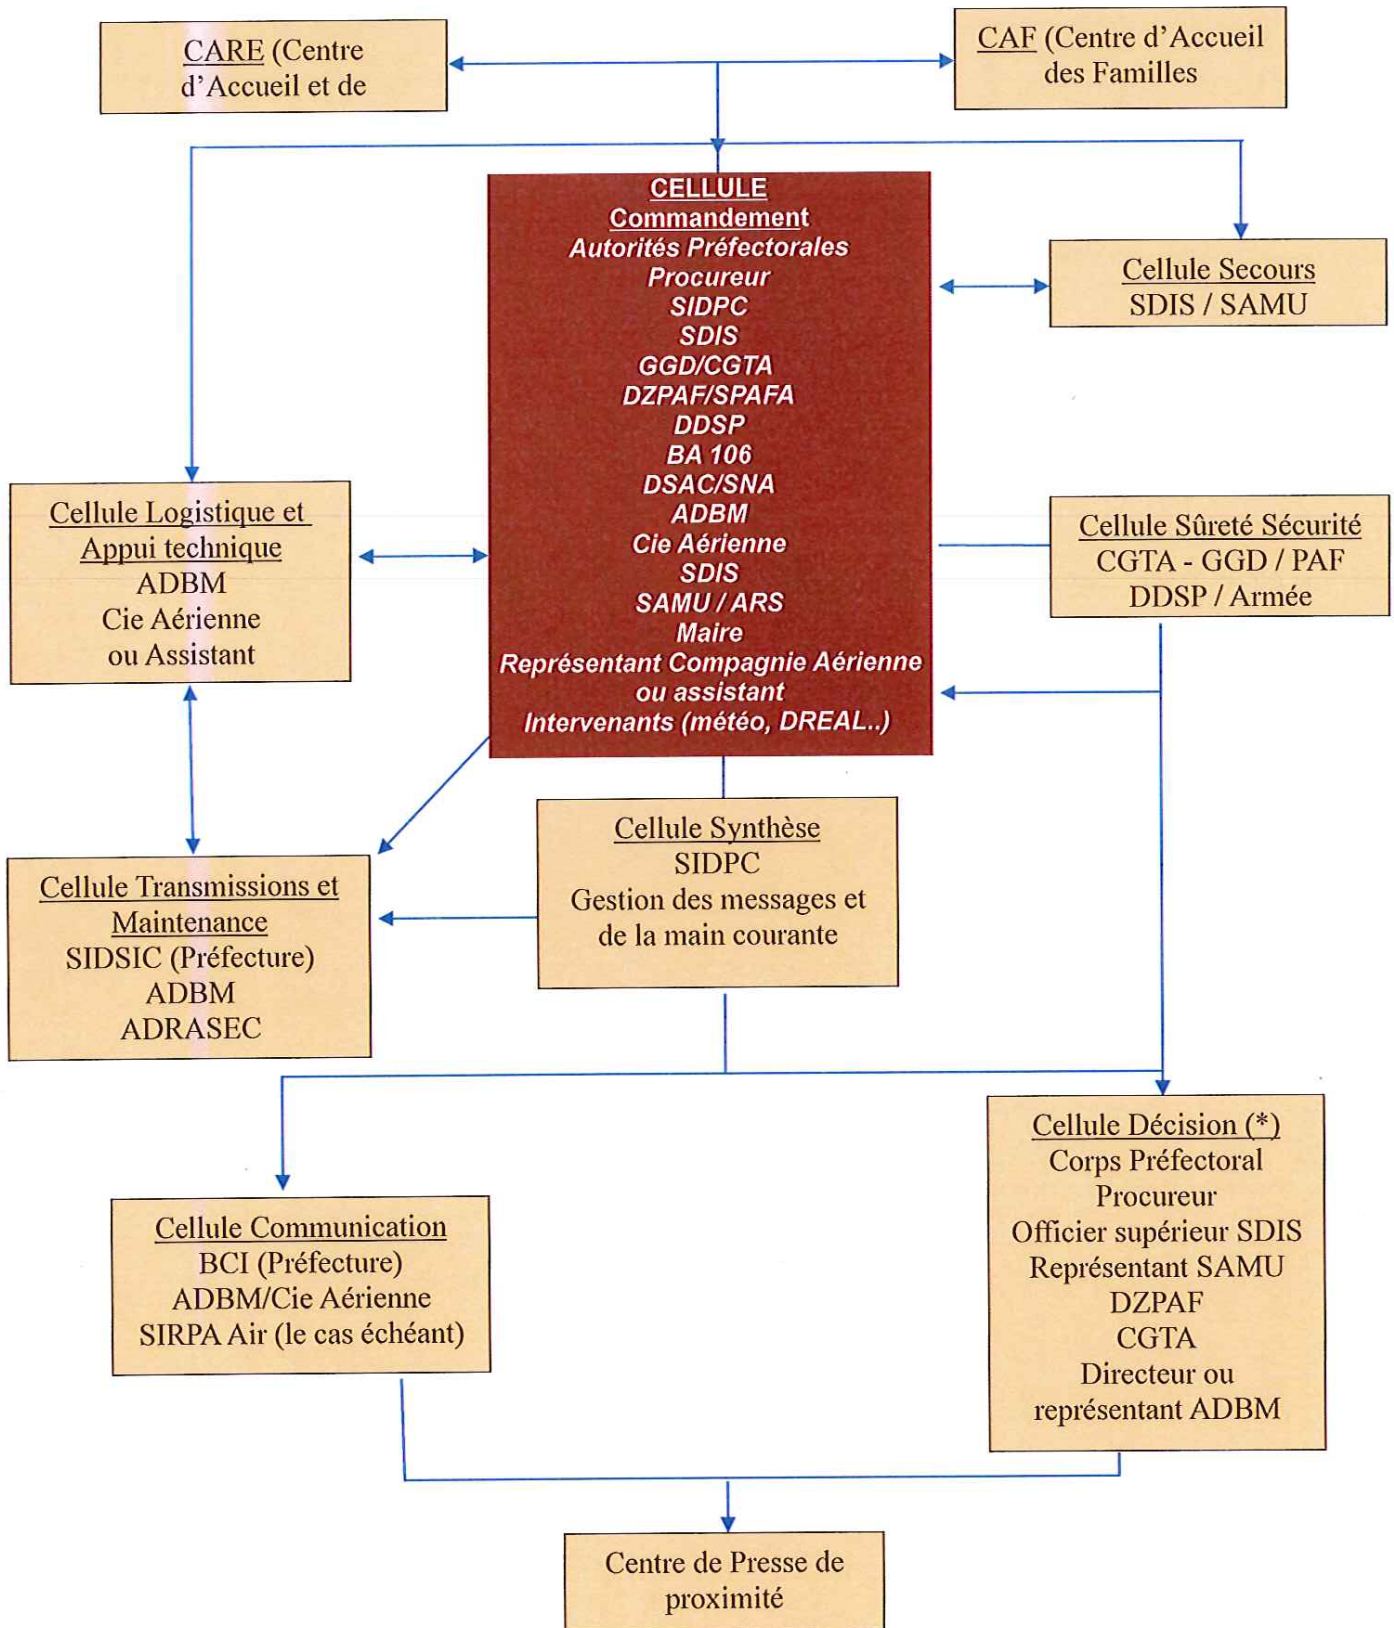 CARE (Centre
d'Accueil et de
CAF (Centre d'Accueil
des Familles
CELLULE
Commandement
Autorités Préfectorales
Procureur
SIDPC
SDIS
GGD/CGTA
DZPAF/SPAFA
DDSP
BA 106
DSAC/SNA
ADBM
Cie Aérienne
SDIS
SAMU / ARS
Maire
Représentant Compagnie Aérienne
ou assistant
Intervenants (météo, DREAL..)
Cellule Secours
SDIS / SAMU
Cellule Logistique et
Appui technique
ADBM
Cie Aérienne
ou Assistant
Cellule Sûreté Sécurité
CGTA - GGD / PAF
DDSP / Armée
Cellule Synthèse
SIDPC
Gestion des messages et
de la main courante
Cellule Transmissions et
Maintenance
SIDSIC (Préfecture)
ADBM
ADRASEC
Cellule Décision (*)
Corps Préfectoral
Procureur
Officier supérieur SDIS
Représentant SAMU
DZPAF
CGTA
Directeur ou
représentant ADBM
Cellule Communication
BCI (Préfecture)
ADBM/Cie Aérienne
SIRPA Air (le cas échéant)
Centre de Presse de
proximité